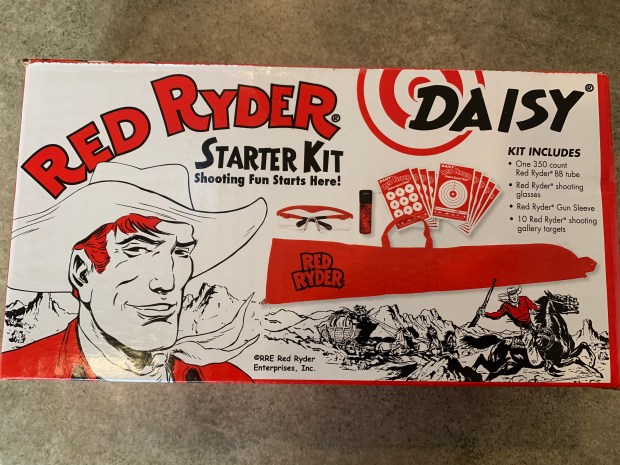 RED RYDER®
STARTER KIT
Shooting Fun Starts Here!
DAISY®
KIT INCLUDES
• One 350 count
Red Ryder® BB tube
• Red Ryder® shooting
glasses
• Red Ryder® Gun Sleeve
• 10 Red Ryder® shooting
gallery targets
RED
RYDER
©RRE Red Ryder
Enterprises, Inc.